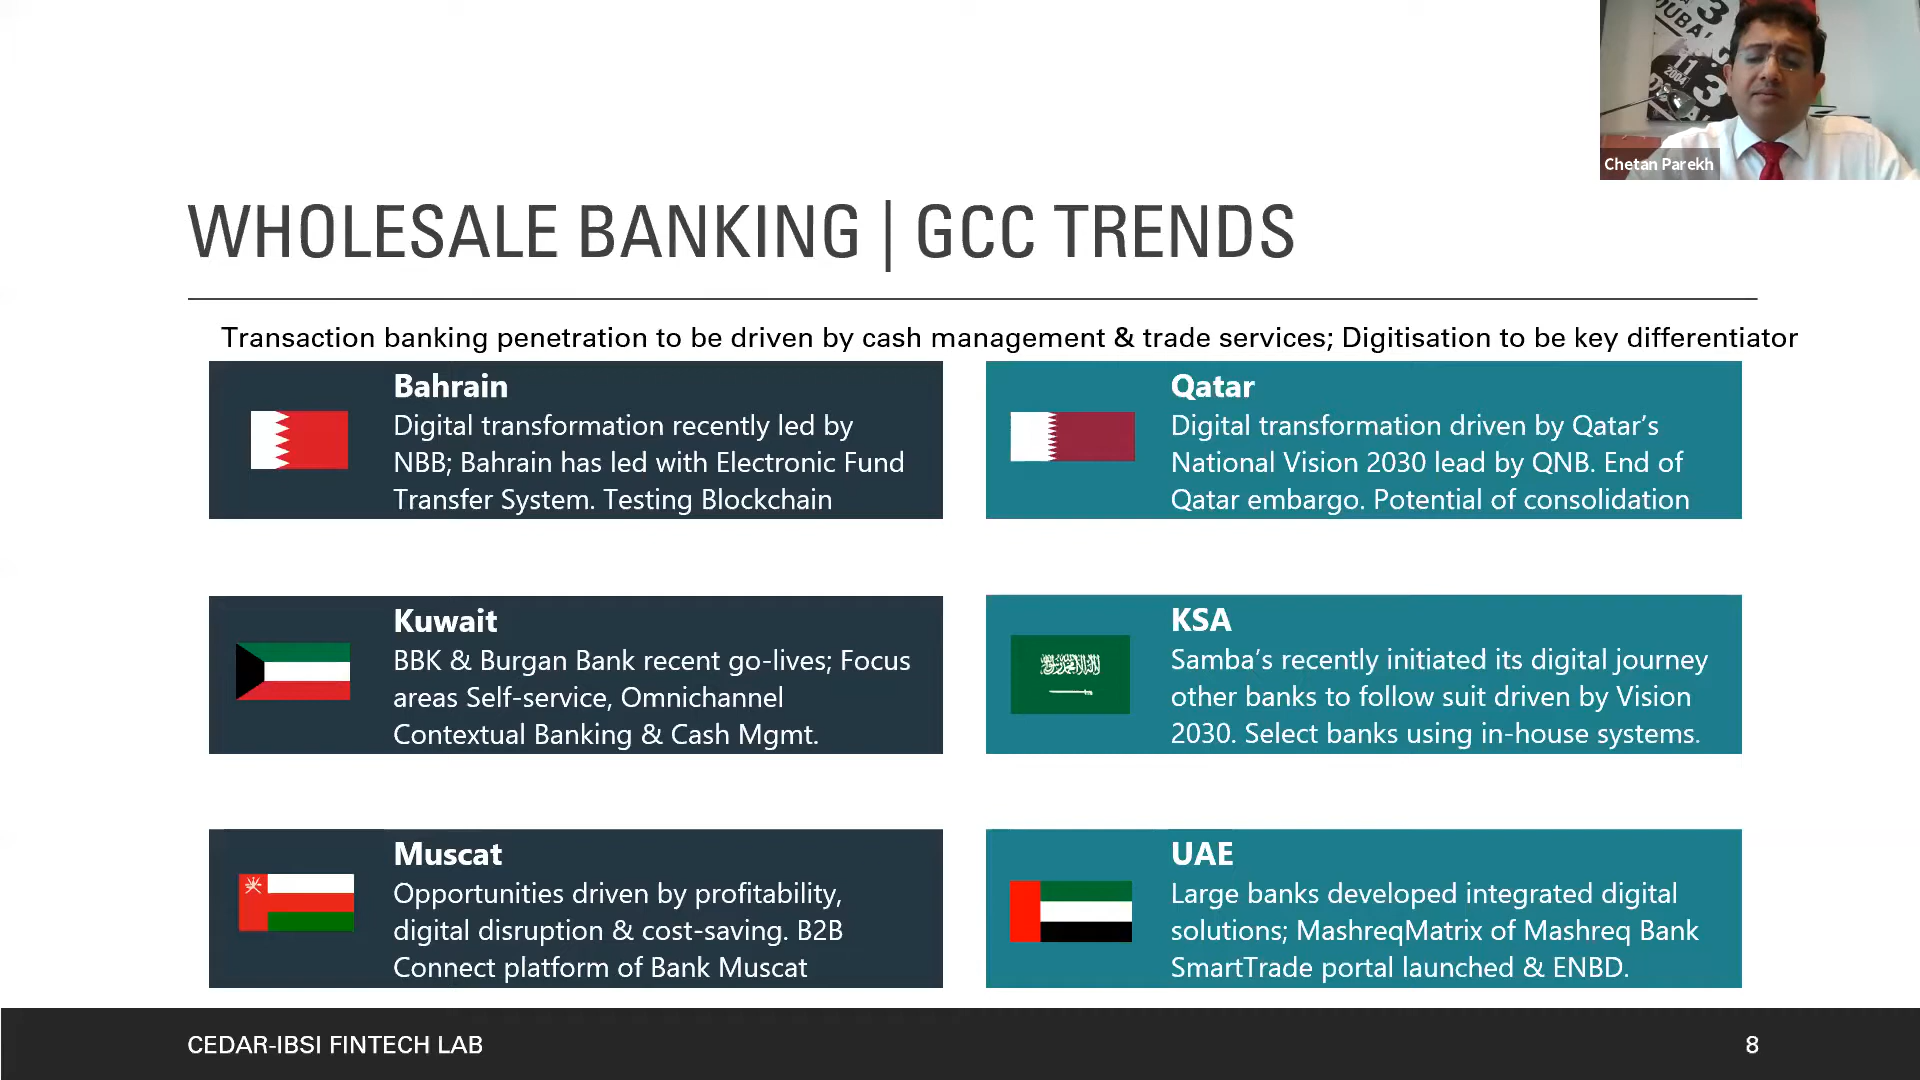 DUBAI
3
11
2004
3
Chetan Parekh
WHOLESALE BANKING | GCC TRENDS
Transaction banking penetration to be driven by cash management & trade services; Digitisation to be key differentiator
Bahrain
Digital transformation recently led by
NBB; Bahrain has led with Electronic Fund
Transfer System. Testing Blockchain
Qatar
Digital transformation driven by Qatar’s
National Vision 2030 lead by QNB. End of
Qatar embargo. Potential of consolidation
Kuwait
BBK & Burgan Bank recent go-lives; Focus
areas Self-service, Omnichannel
Contextual Banking & Cash Mgmt.
KSA
Samba’s recently initiated its digital journey
other banks to follow suit driven by Vision
2030. Select banks using in-house systems.
Muscat
Opportunities driven by profitability,
digital disruption & cost-saving. B2B
Connect platform of Bank Muscat
UAE
Large banks developed integrated digital
solutions; MashreqMatrix of Mashreq Bank
SmartTrade portal launched & ENBD.
CEDAR-IBSI FINTECH LAB
8